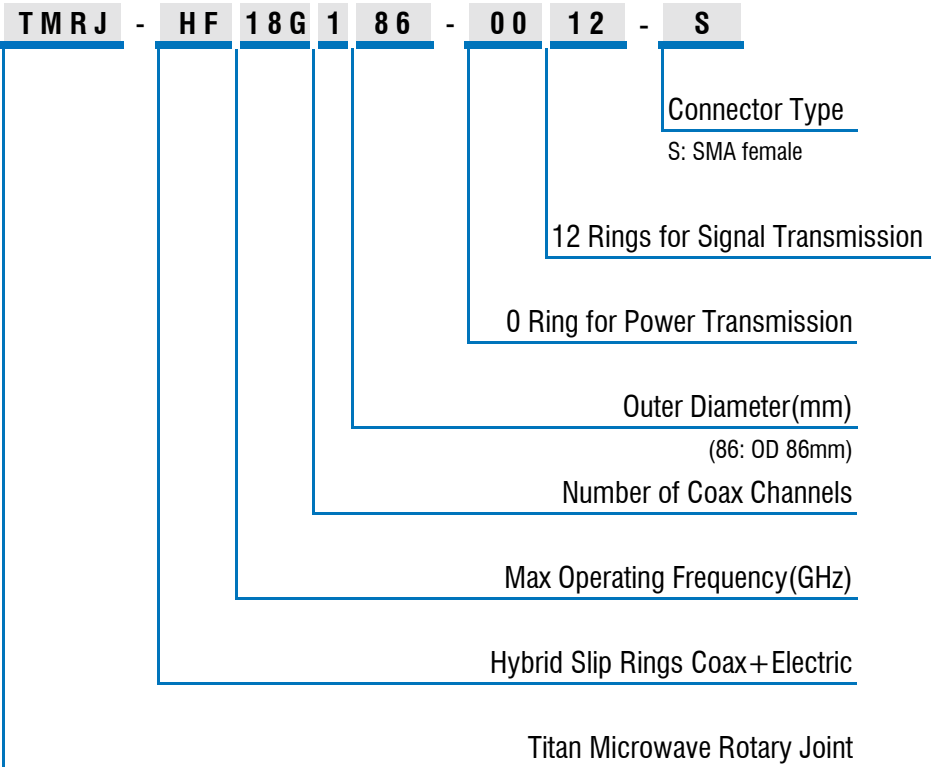 TMRJ - HF 18G 1 86 - 00 12 - S
Connector Type
S: SMA female
12 Rings for Signal Transmission
0 Ring for Power Transmission
Outer Diameter(mm)
(86: OD 86mm)
Number of Coax Channels
Max Operating Frequency(GHz)
Hybrid Slip Rings Coax+Electric
Titan Microwave Rotary Joint